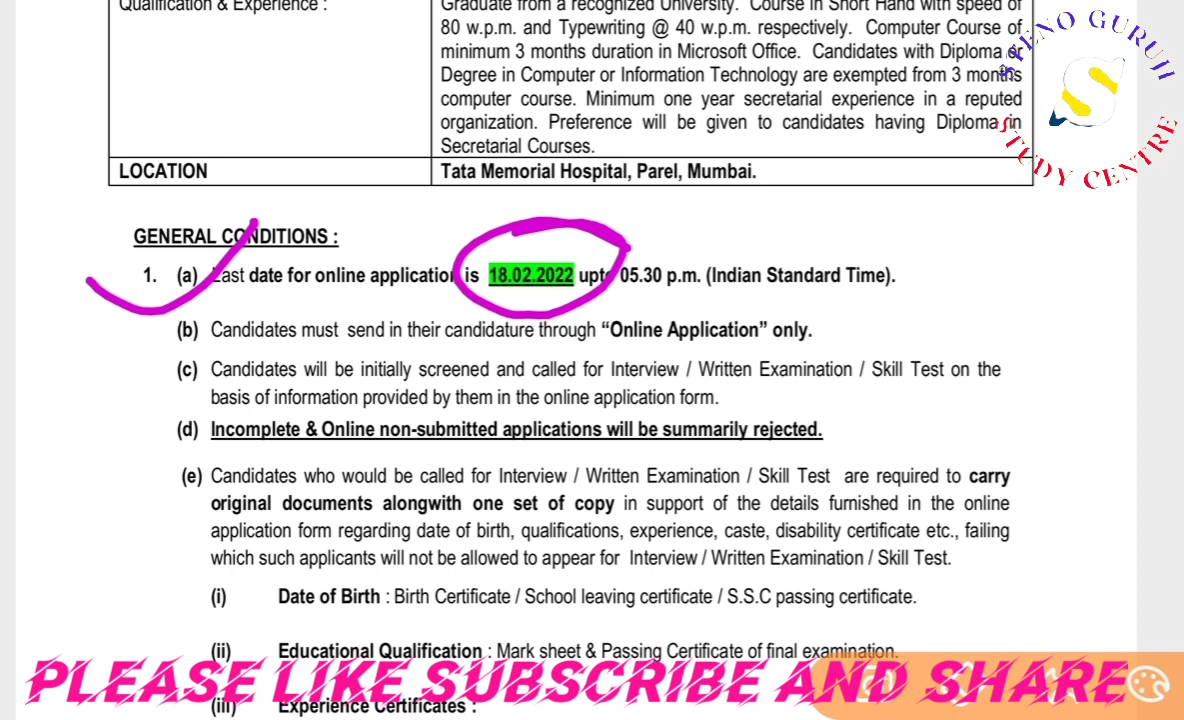 Qualification & Experience :
Graduate from a recognized University. Course in Short Hand with speed of
80 w.p.m. and Typewriting @ 40 w.p.m. respectively. Computer Course of
minimum 3 months duration in Microsoft Office. Candidates with Diploma or
Degree in Computer or Information Technology are exempted from 3 months
computer course. Minimum one year secretarial experience in a reputed
organization. Preference will be given to candidates having Diploma in
Secretarial Courses.
LOCATION
Tata Memorial Hospital, Parel, Mumbai.
STENO GURUJI
S
STUDY CENTRE
GENERAL CONDITIONS :
1. (a) Last date for online application is 18.02.2022 upto 05.30 p.m. (Indian Standard Time).
(b) Candidates must send in their candidature through “Online Application” only.
(c) Candidates will be initially screened and called for Interview / Written Examination / Skill Test on the
basis of information provided by them in the online application form.
(d) Incomplete & Online non-submitted applications will be summarily rejected.
(e) Candidates who would be called for Interview / Written Examination / Skill Test are required to carry
original documents alongwith one set of copy in support of the details furnished in the online
application form regarding date of birth, qualifications, experience, caste, disability certificate etc., failing
which such applicants will not be allowed to appear for Interview / Written Examination / Skill Test.
(i) Date of Birth : Birth Certificate / School leaving certificate / S.S.C passing certificate.
(ii) Educational Qualification : Mark sheet & Passing Certificate of final examination.
PLEASE LIKE SUBSCRIBE AND SHARE
(iii) Experience Certificates :